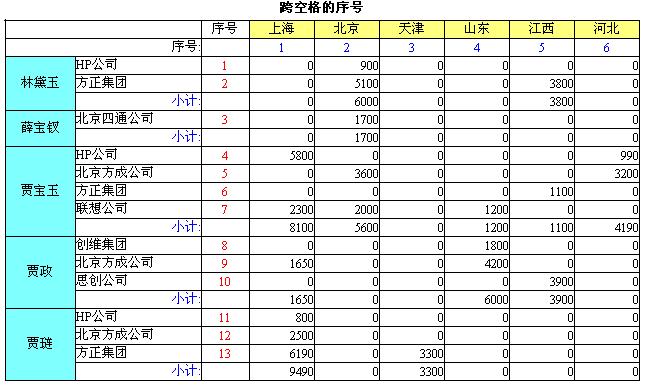 跨空格的序号
序号 上海 北京 天津 山东 江西 河北
序号: 1 2 3 4 5 6
林黛玉 HP公司 1 0 900 0 0 0 0
方正集团 2 0 5100 0 0 3800 0
小计: 0 6000 0 0 3800 0
薛宝钗 北京四通公司 3 0 1700 0 0 0 0
小计: 0 1700 0 0 0 0
贾宝玉 HP公司 4 5800 0 0 0 0 990
北京方成公司 5 0 3600 0 0 0 3200
方正集团 6 0 0 0 0 1100 0
联想公司 7 2300 2000 0 1200 0 0
小计: 8100 5600 0 1200 1100 4190
贾政 创维集团 8 0 0 0 1800 0 0
北京方成公司 9 1650 0 0 4200 0 0
思创公司 10 0 0 0 0 3900 0
小计: 1650 0 0 6000 3900 0
贾琏 HP公司 11 800 0 0 0 0 0
北京方成公司 12 2500 0 0 0 0 0
方正集团 13 6190 0 3300 0 0 0
小计: 9490 0 3300 0 0 0